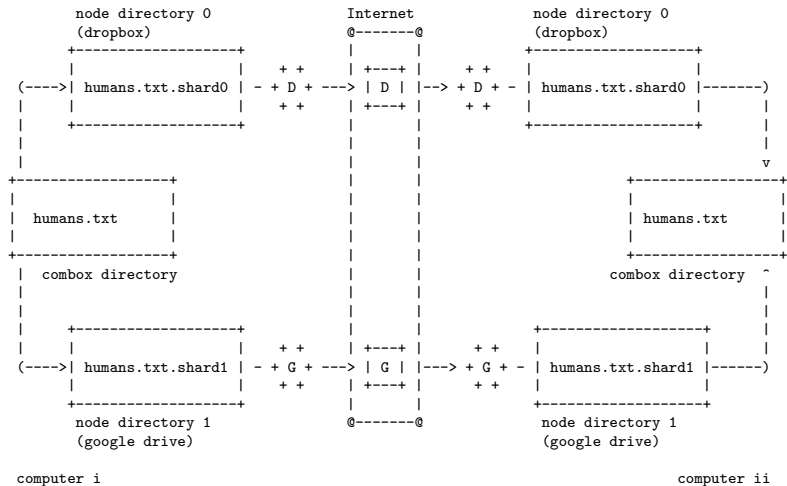 node directory 0 Internet node directory 0
(dropbox) (dropbox)
humans.txt.shard0 D D D humans.txt.shard0
humans.txt humans.txt
combox directory combox directory
humans.txt.shard1 G G G humans.txt.shard1
node directory 1 node directory 1
(google drive) (google drive)
computer i computer ii